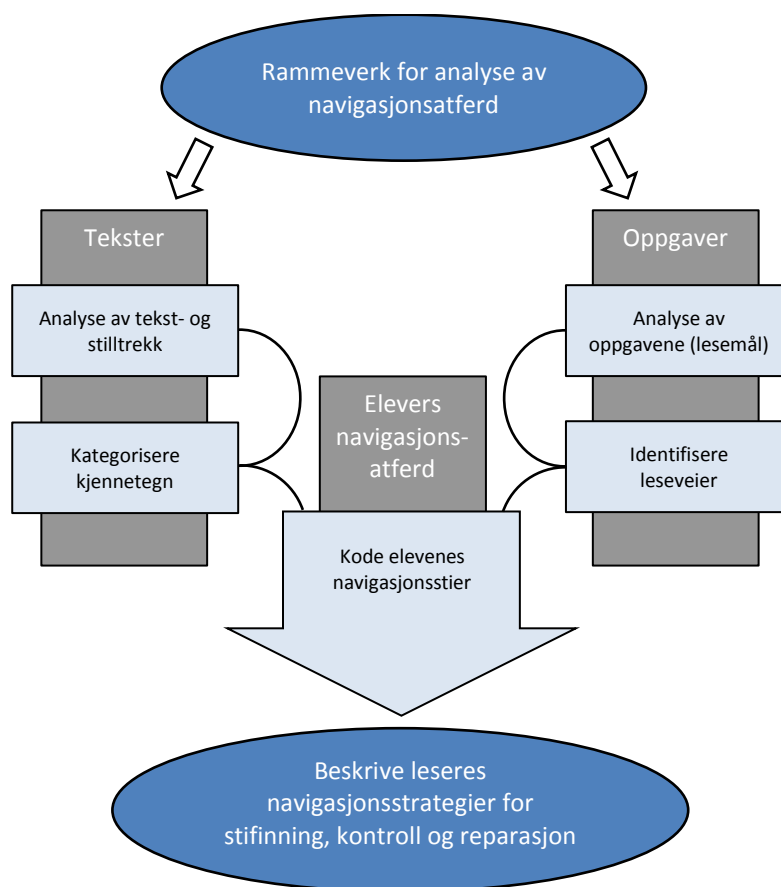 Rammeverk for analyse av
navigasjonsatferd
Tekster
Analyse av tekst- og
stilltrekk
Kategorisere
kjennetegn
Oppgaver
Analyse av
oppgavene (lesemål)
Identifisere
leseveier
Elevers
navigasjons-
atferd
Kode elevenes
navigasjonsstier
Beskrive leseres
navigasjonsstrategier for
stifinning, kontroll og reparasjon